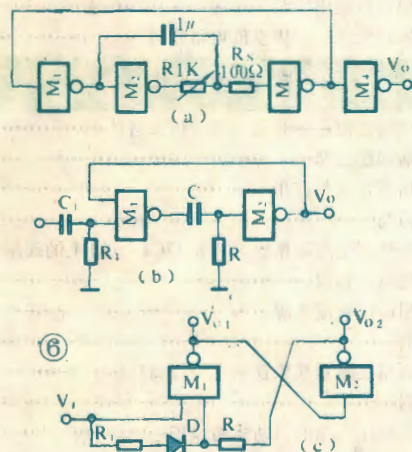 1μ
M₁ M₂ R1K Rs 100Ω M₃ M₄ Vo
(a)
C₁ M₁ C M₂ Vo
R₁ R
(b)
⑥ Vo1 Vo2
M₁ M₂
V₁ R₁ D R₂ (c)